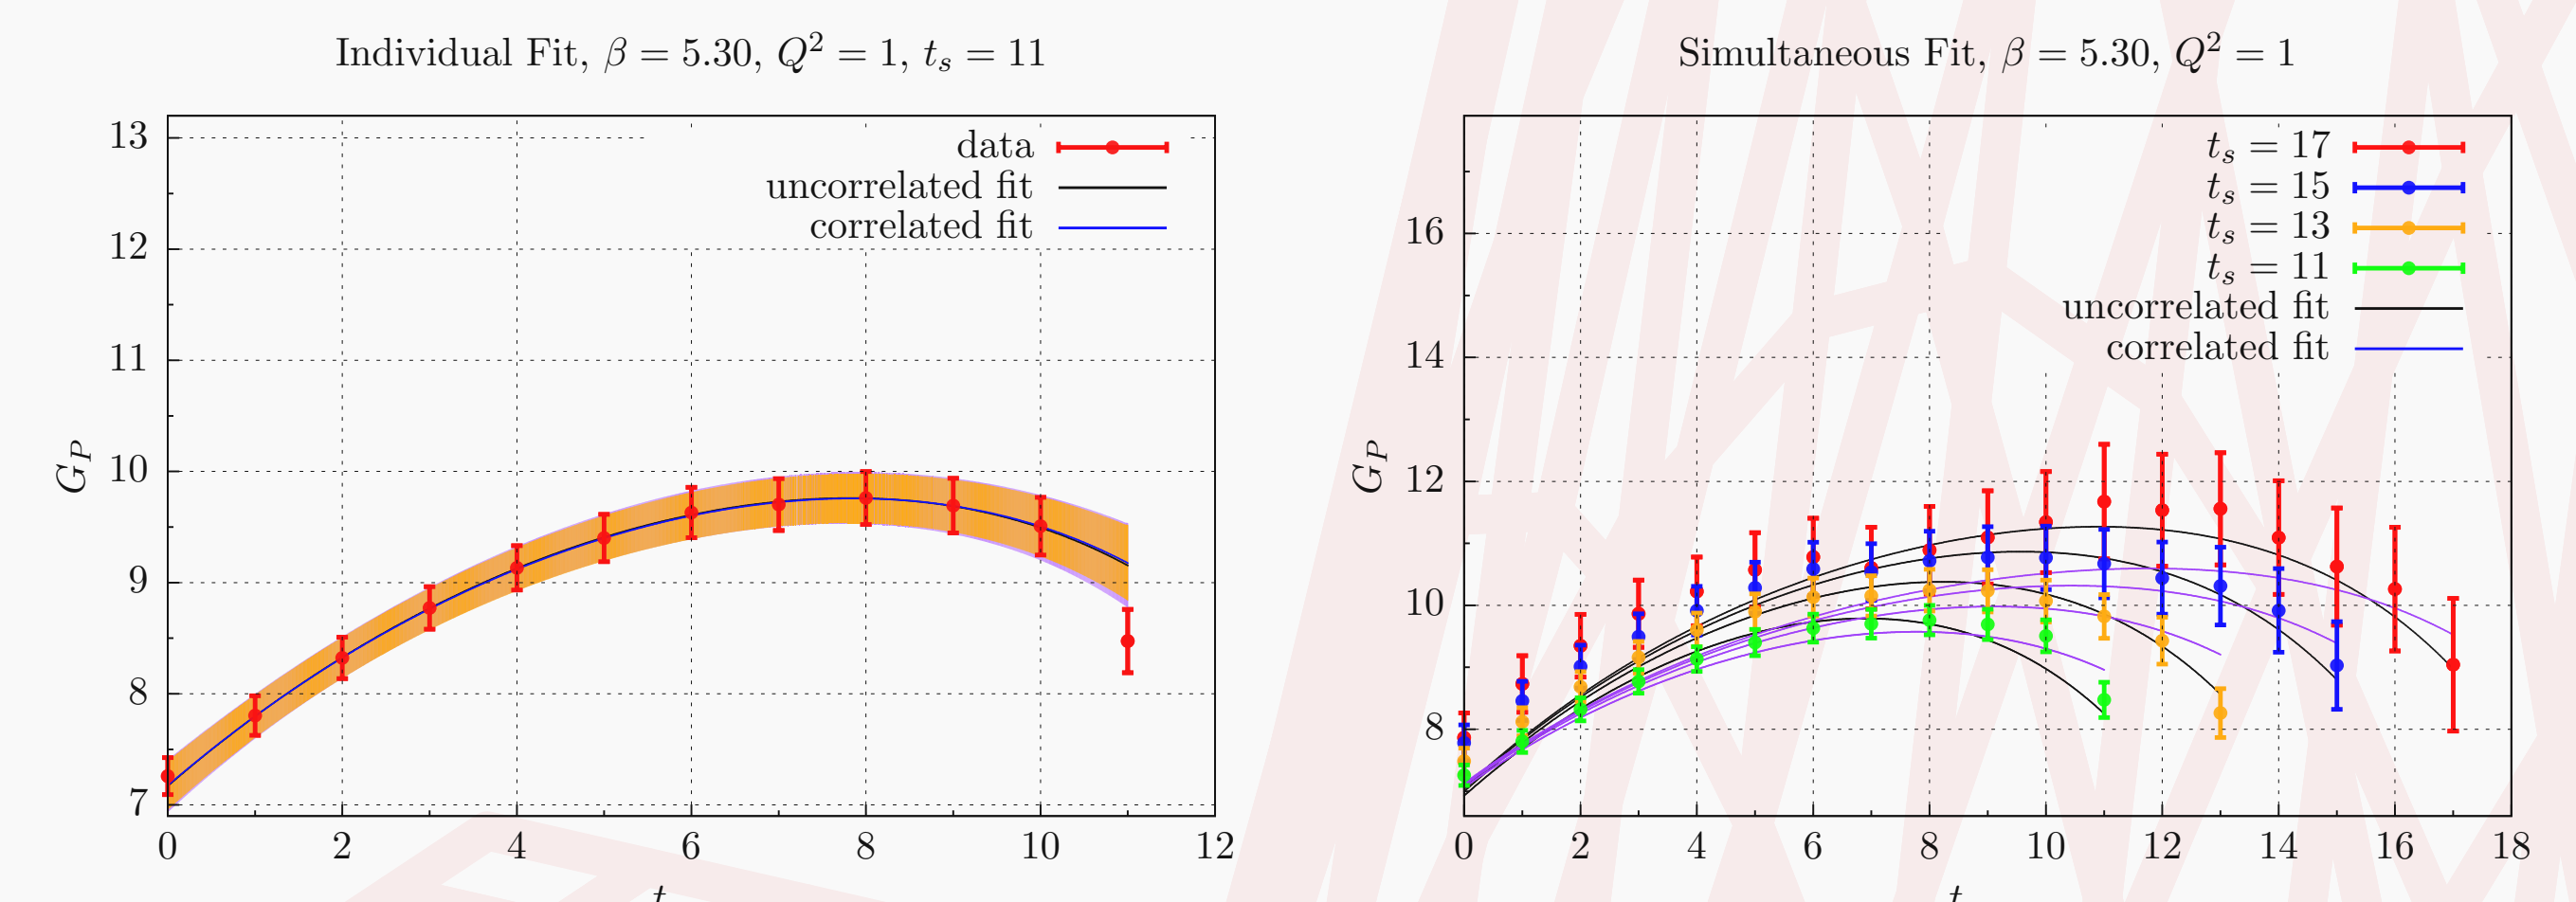 Individual Fit, β = 5.30, Q² = 1, tₛ = 11
13
12
11
10
9
8
7
G_P
data
uncorrelated fit
correlated fit
0 2 4 6 8 10 12
t
Simultaneous Fit, β = 5.30, Q² = 1
16
14
12
10
8
G_P
tₛ = 17
tₛ = 15
tₛ = 13
tₛ = 11
uncorrelated fit
correlated fit
0 2 4 6 8 10 12 14 16 18
t